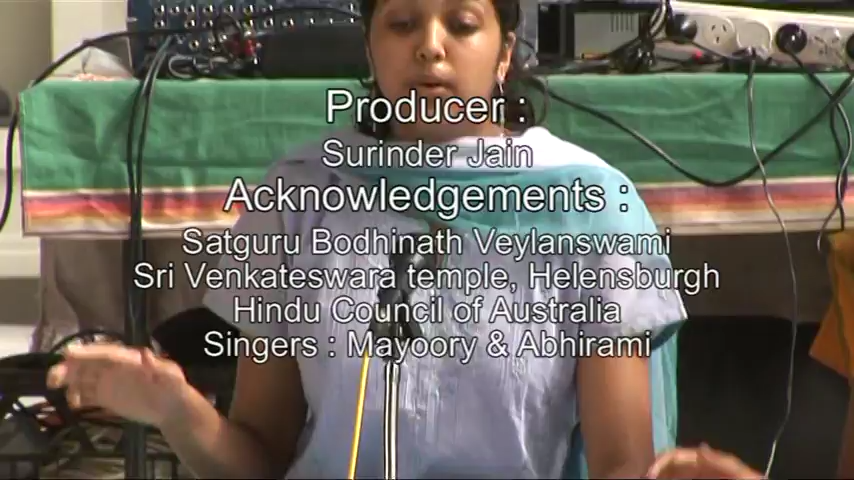 Producer :
Surinder Jain
Acknowledgements :
Satguru Bodhinath Veylanswami
Sri Venkateswara temple, Helensburgh
Hindu Council of Australia
Singers : Mayoory & Abhirami